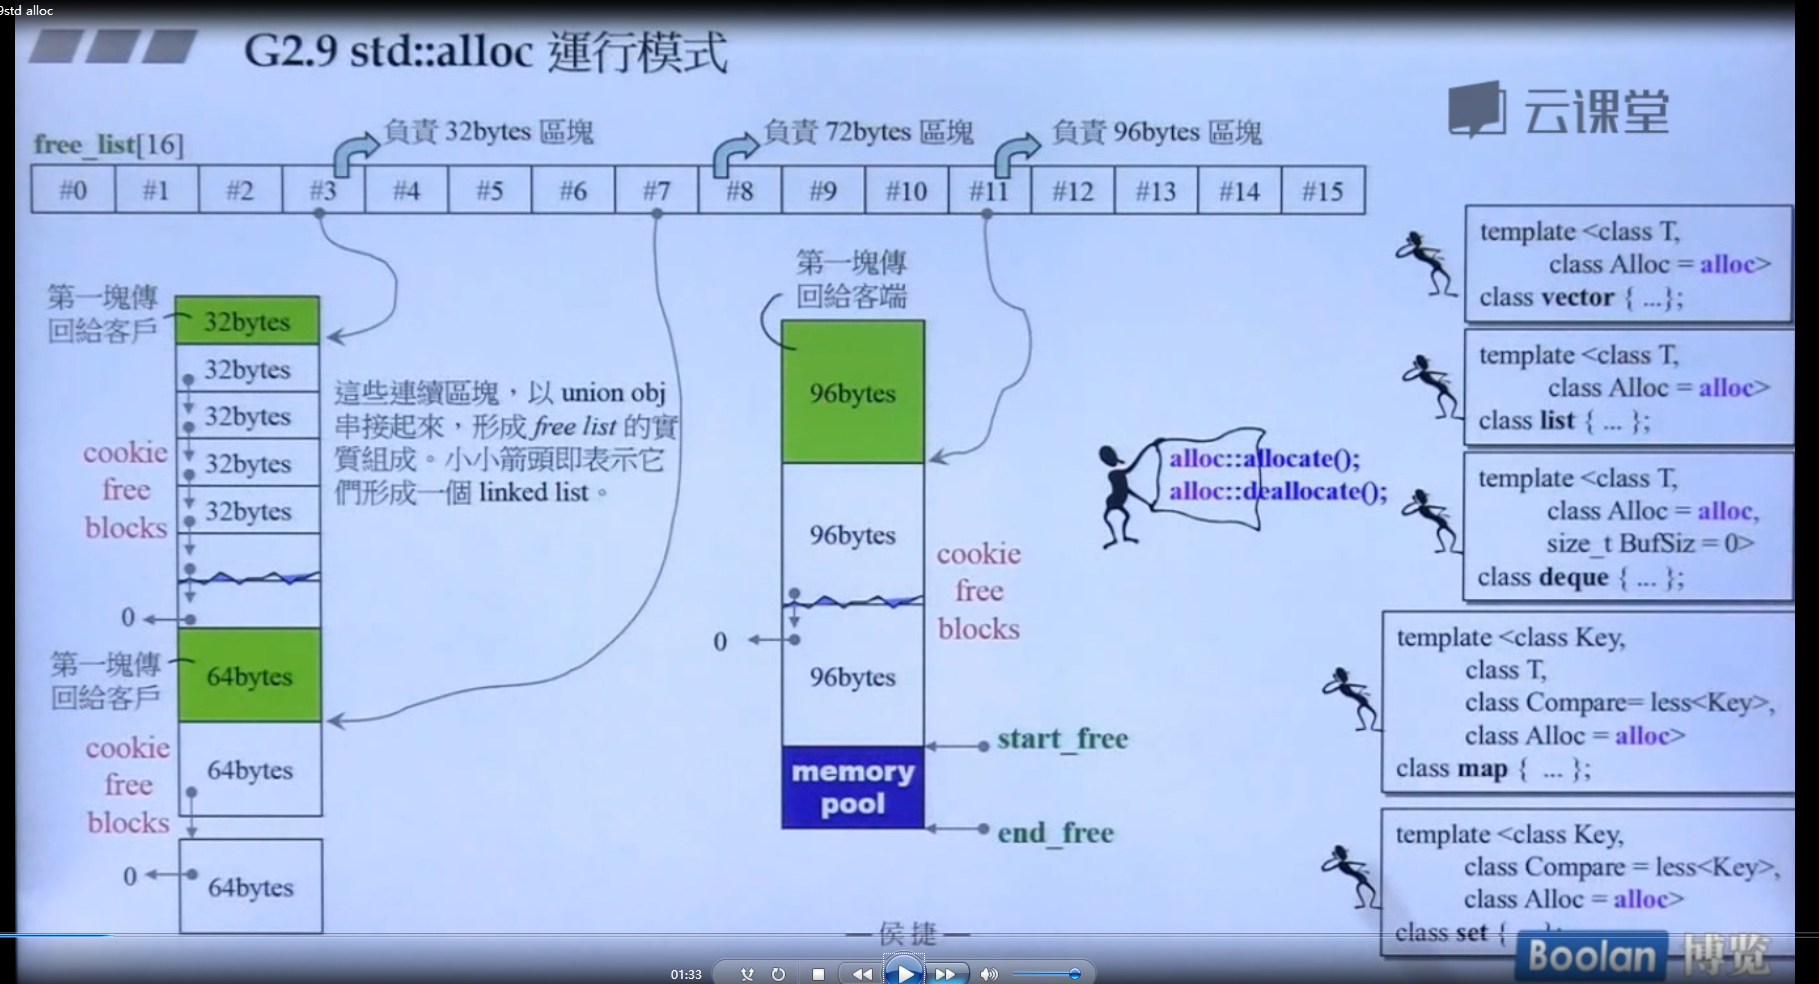 9std alloc
G2.9 std::alloc 運行模式
云课堂
free_list[16]
負責 32bytes 區塊
負責 72bytes 區塊
負責 96bytes 區塊
#0 #1 #2 #3 #4 #5 #6 #7 #8 #9 #10 #11 #12 #13 #14 #15
第一塊傳
回給客戶
32bytes
32bytes
32bytes
32bytes
32bytes
cookie
free
blocks
0
這些連續區塊，以 union obj
串接起來，形成 free list 的實
質組成。小小箭頭即表示它
們形成一個 linked list。
第一塊傳
回給客戶
64bytes
64bytes
64bytes
cookie
free
blocks
0
第一塊傳
回給客端
96bytes
96bytes
96bytes
cookie
free
blocks
0
memory
pool
start_free
end_free
alloc::allocate();
alloc::deallocate();
template <class T,
class Alloc = alloc>
class vector { ...};
template <class T,
class Alloc = alloc>
class list { ... };
template <class T,
class Alloc = alloc,
size_t BufSiz = 0>
class deque { ... };
template <class Key,
class T,
class Compare= less<Key>,
class Alloc = alloc>
class map { ... };
template <class Key,
class Compare = less<Key>,
class Alloc = alloc>
class set { ... };
— 侯捷 —
Boolan 博览
01:33